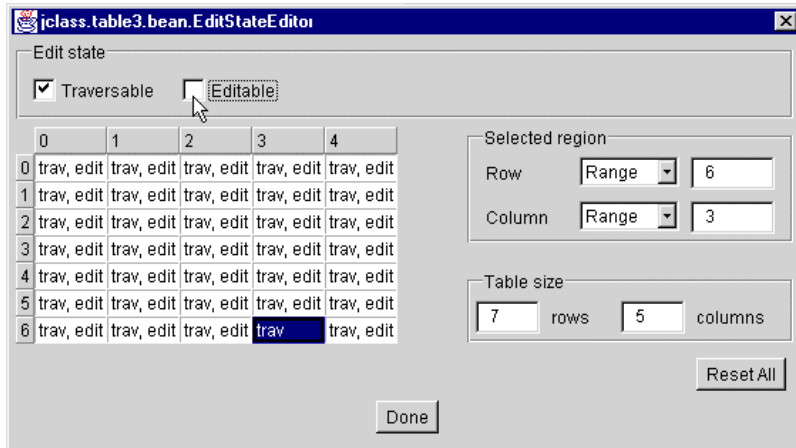 jclass.table3.bean.EditStateEditor
Edit state
Traversable Editable
0 1 2 3 4
0 trav, edit trav, edit trav, edit trav, edit trav, edit
1 trav, edit trav, edit trav, edit trav, edit trav, edit
2 trav, edit trav, edit trav, edit trav, edit trav, edit
3 trav, edit trav, edit trav, edit trav, edit trav, edit
4 trav, edit trav, edit trav, edit trav, edit trav, edit
5 trav, edit trav, edit trav, edit trav, edit trav, edit
6 trav, edit trav, edit trav, edit trav trav, edit
Selected region
Row Range 6
Column Range 3
Table size
7 rows 5 columns
Reset All
Done